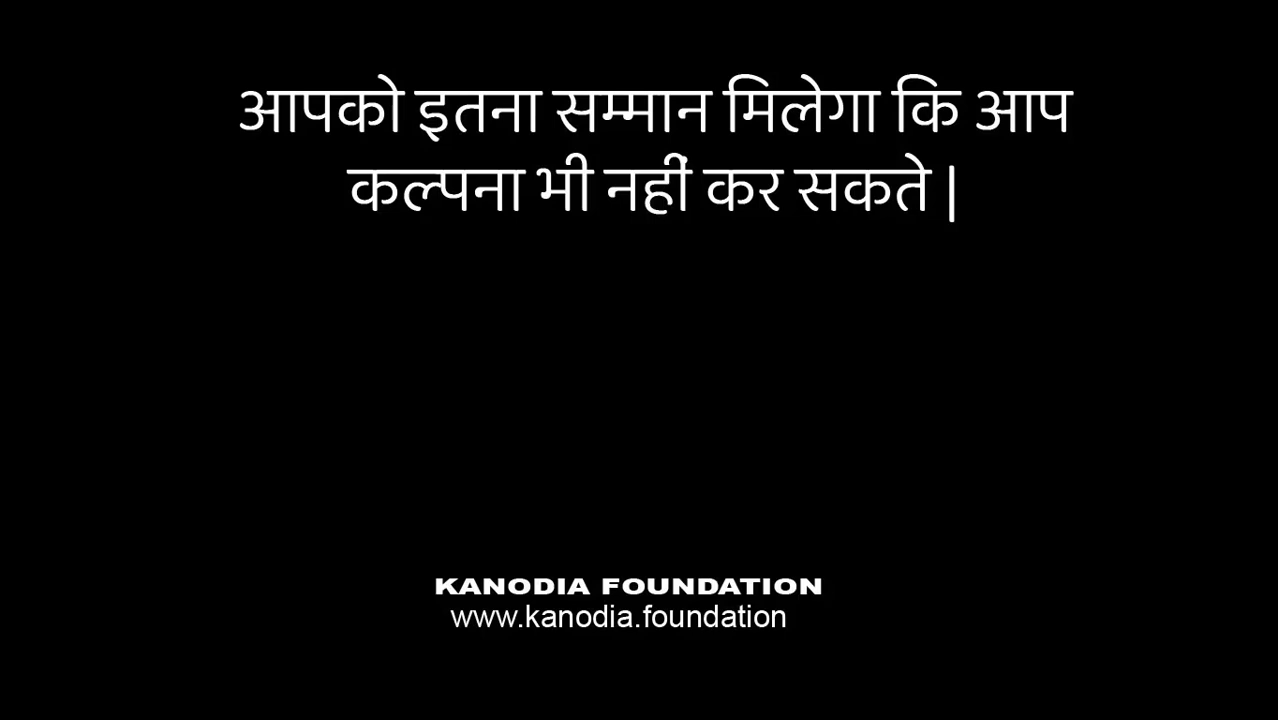 आपको इतना सम्मान मिलेगा कि आप
कल्पना भी नहीं कर सकते |
KANODIA FOUNDATION
www.kanodia.foundation